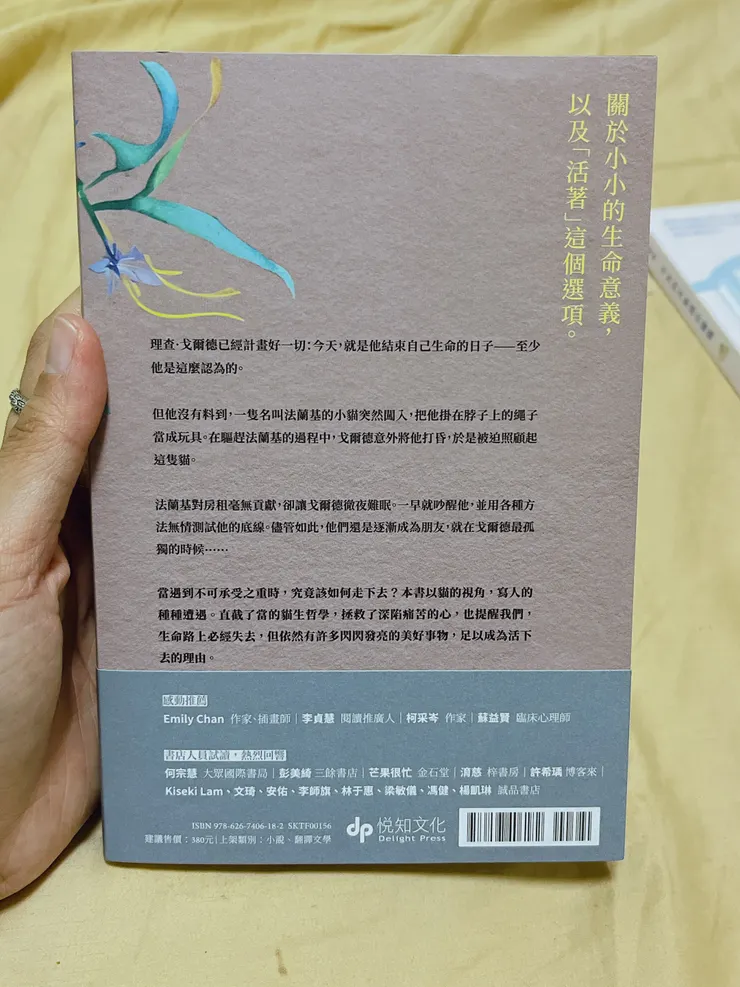 關於小小的生命意義，
以及「活著」這個選項。
理查·戈爾德已經計畫好一切：今天，就是他結束自己生命的日子——至少
他是這麼認為的。
但他沒有料到，一隻名叫法蘭基的小貓突然闖入，把他掛在脖子上的繩子
當成玩具。在驅趕法蘭基的過程中，戈爾德意外將他打昏，於是被迫照顧起
這隻貓。
法蘭基對房租毫無貢獻，卻讓戈爾德徹夜難眠。一早就吵醒他，並用各種方
法無情測試他的底線。儘管如此，他們還是逐漸成為朋友，就在戈爾德最孤
獨的時候……
當遇到不可承受之重時，究竟該如何走下去？本書以貓的視角，寫人的
種種遭遇。直截了當的貓生哲學，拯救了深陷痛苦的心，也提醒我們，
生命路上必經失去，但依然有許多閃閃發亮的美好事物，足以成為活下
去的理由。
感動推薦
Emily Chan 作家、插畫師｜李貞慧 閱讀推廣人｜柯采岑 作家｜蘇益賢 臨床心理師
書店人員試讀，熱烈回響
何宗慧 大眾國際書局｜彭美綺 三餘書店｜芒果很忙 金石堂｜淯慈 梓書房｜許希瑀 博客來｜
Kiseki Lam、文琦、安佑、李師旗、林于惠、梁敏儀、馮健、楊凱琳 誠品書店
ISBN 978-626-7406-18-2 SKTF00156
建議售價：380元｜上架類別：小說、翻譯文學
dp 悅知文化
Delight Press